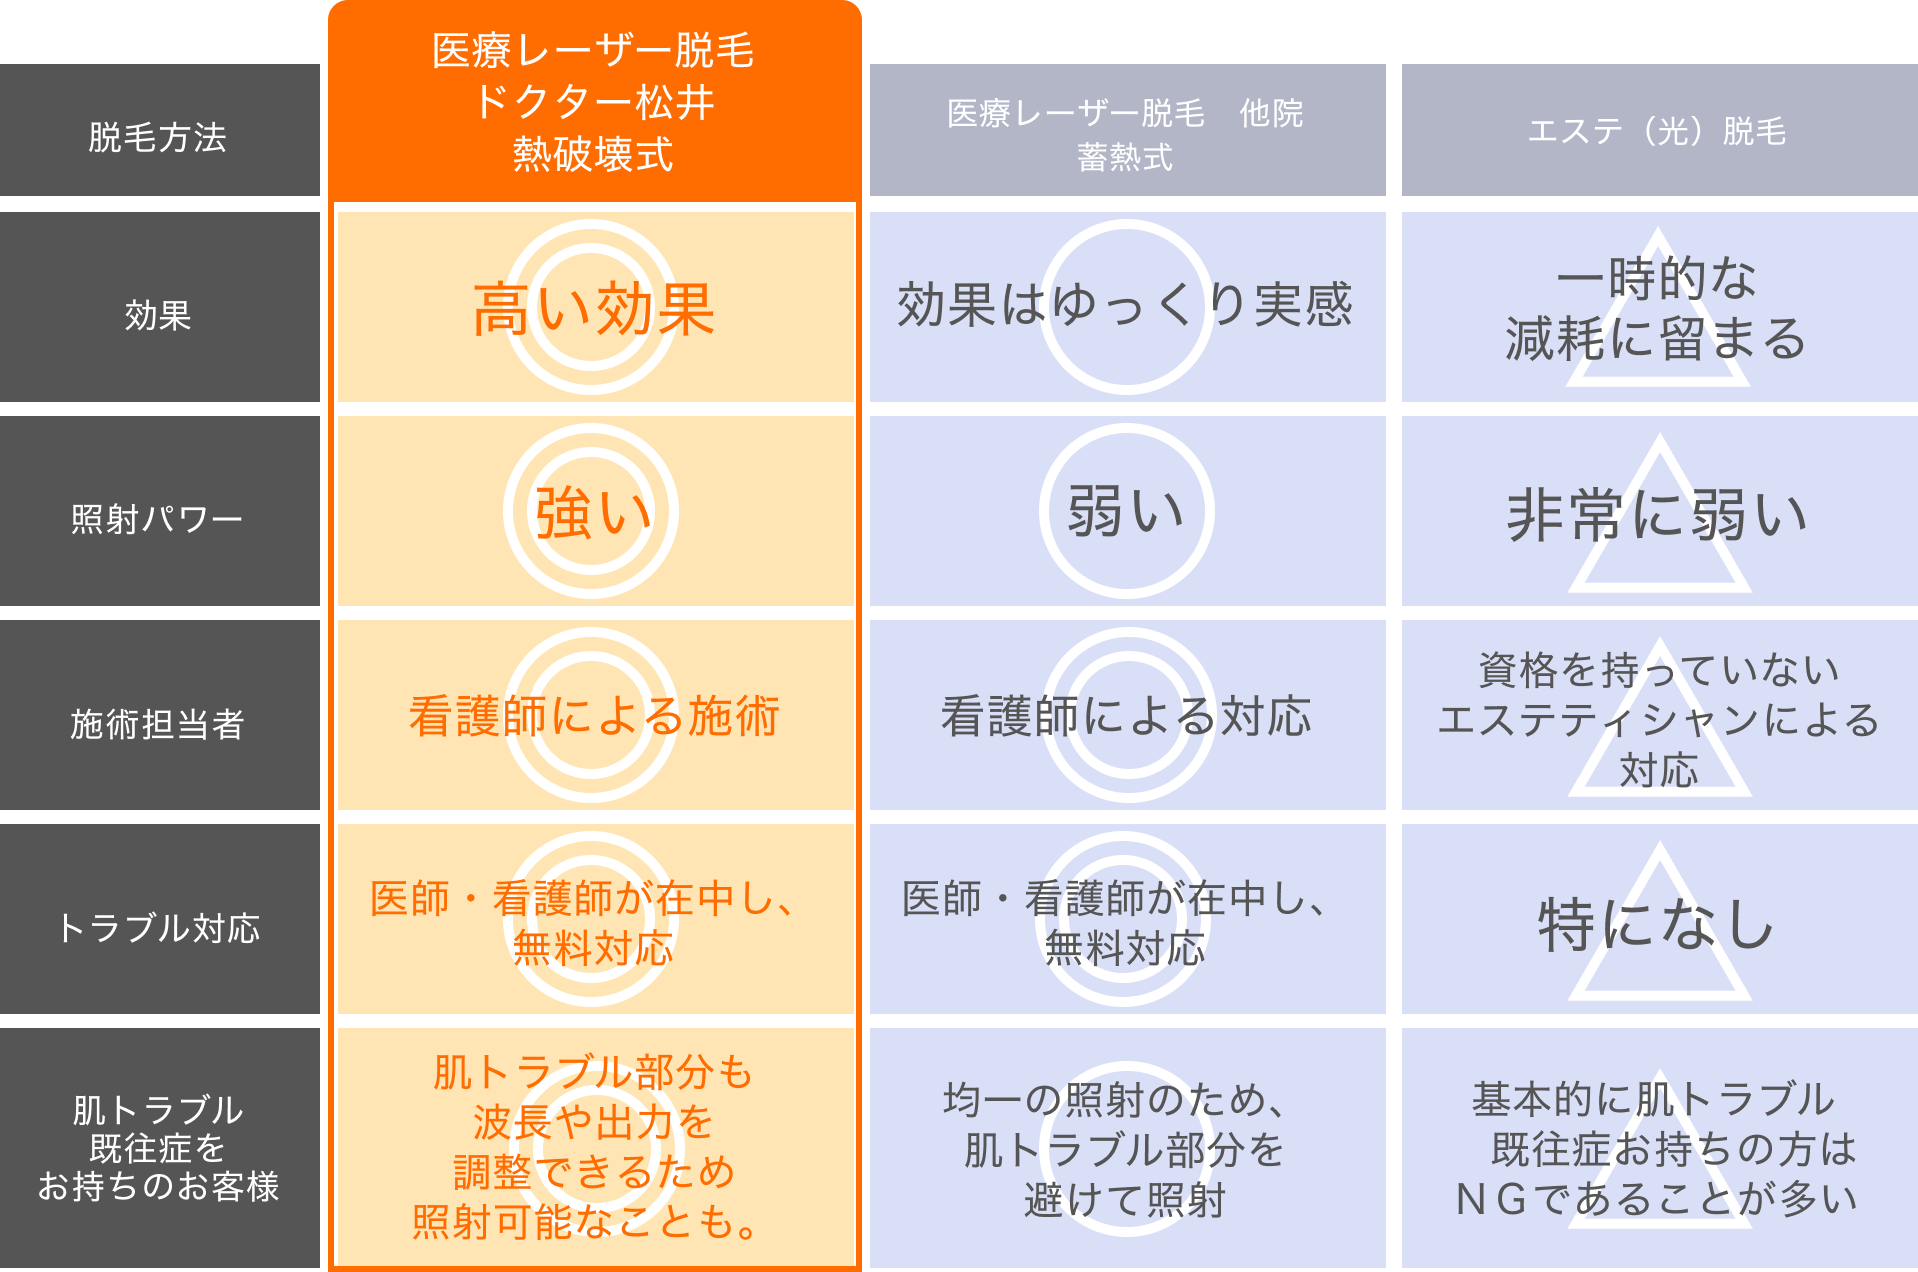 脱毛方法
医療レーザー脱毛
ドクター松井
熱破壊式
医療レーザー脱毛　他院
蓄熱式
エステ（光）脱毛
効果
高い効果
効果はゆっくり実感
一時的な
減耗に留まる
照射パワー
強い
弱い
非常に弱い
施術担当者
看護師による施術
看護師による対応
資格を持っていない
エステティシャンによる
対応
トラブル対応
医師・看護師が在中し、
無料対応
医師・看護師が在中し、
無料対応
特になし
肌トラブル
既往症を
お持ちのお客様
肌トラブル部分も
波長や出力を
調整できるため
照射可能なことも。
均一の照射のため、
肌トラブル部分を
避けて照射
基本的に肌トラブル
既往症お持ちの方は
ＮＧであることが多い